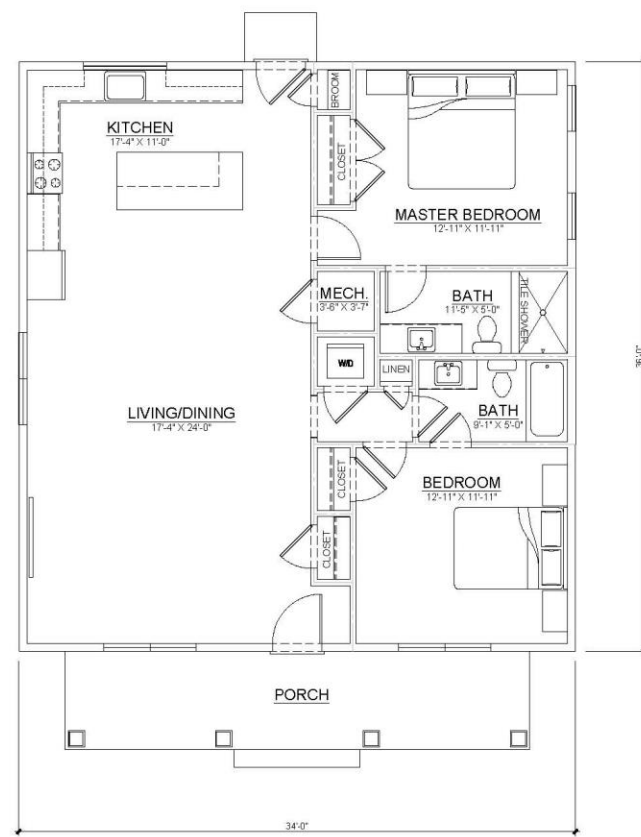 BROOM
KITCHEN
17'-4" X 11'-0"
CLOSET
MASTER BEDROOM
12'-11" X 11'-11"
MECH.
3'-6" X 3'-7"
BATH
11'-5" X 5'-0"
TILE SHOWER
36'-0"
W/D
LINEN
LIVING/DINING
17'-4" X 24'-0"
BATH
9'-1" X 5'-0"
CLOSET
BEDROOM
12'-11" X 11'-11"
CLOSET
PORCH
34'-0"